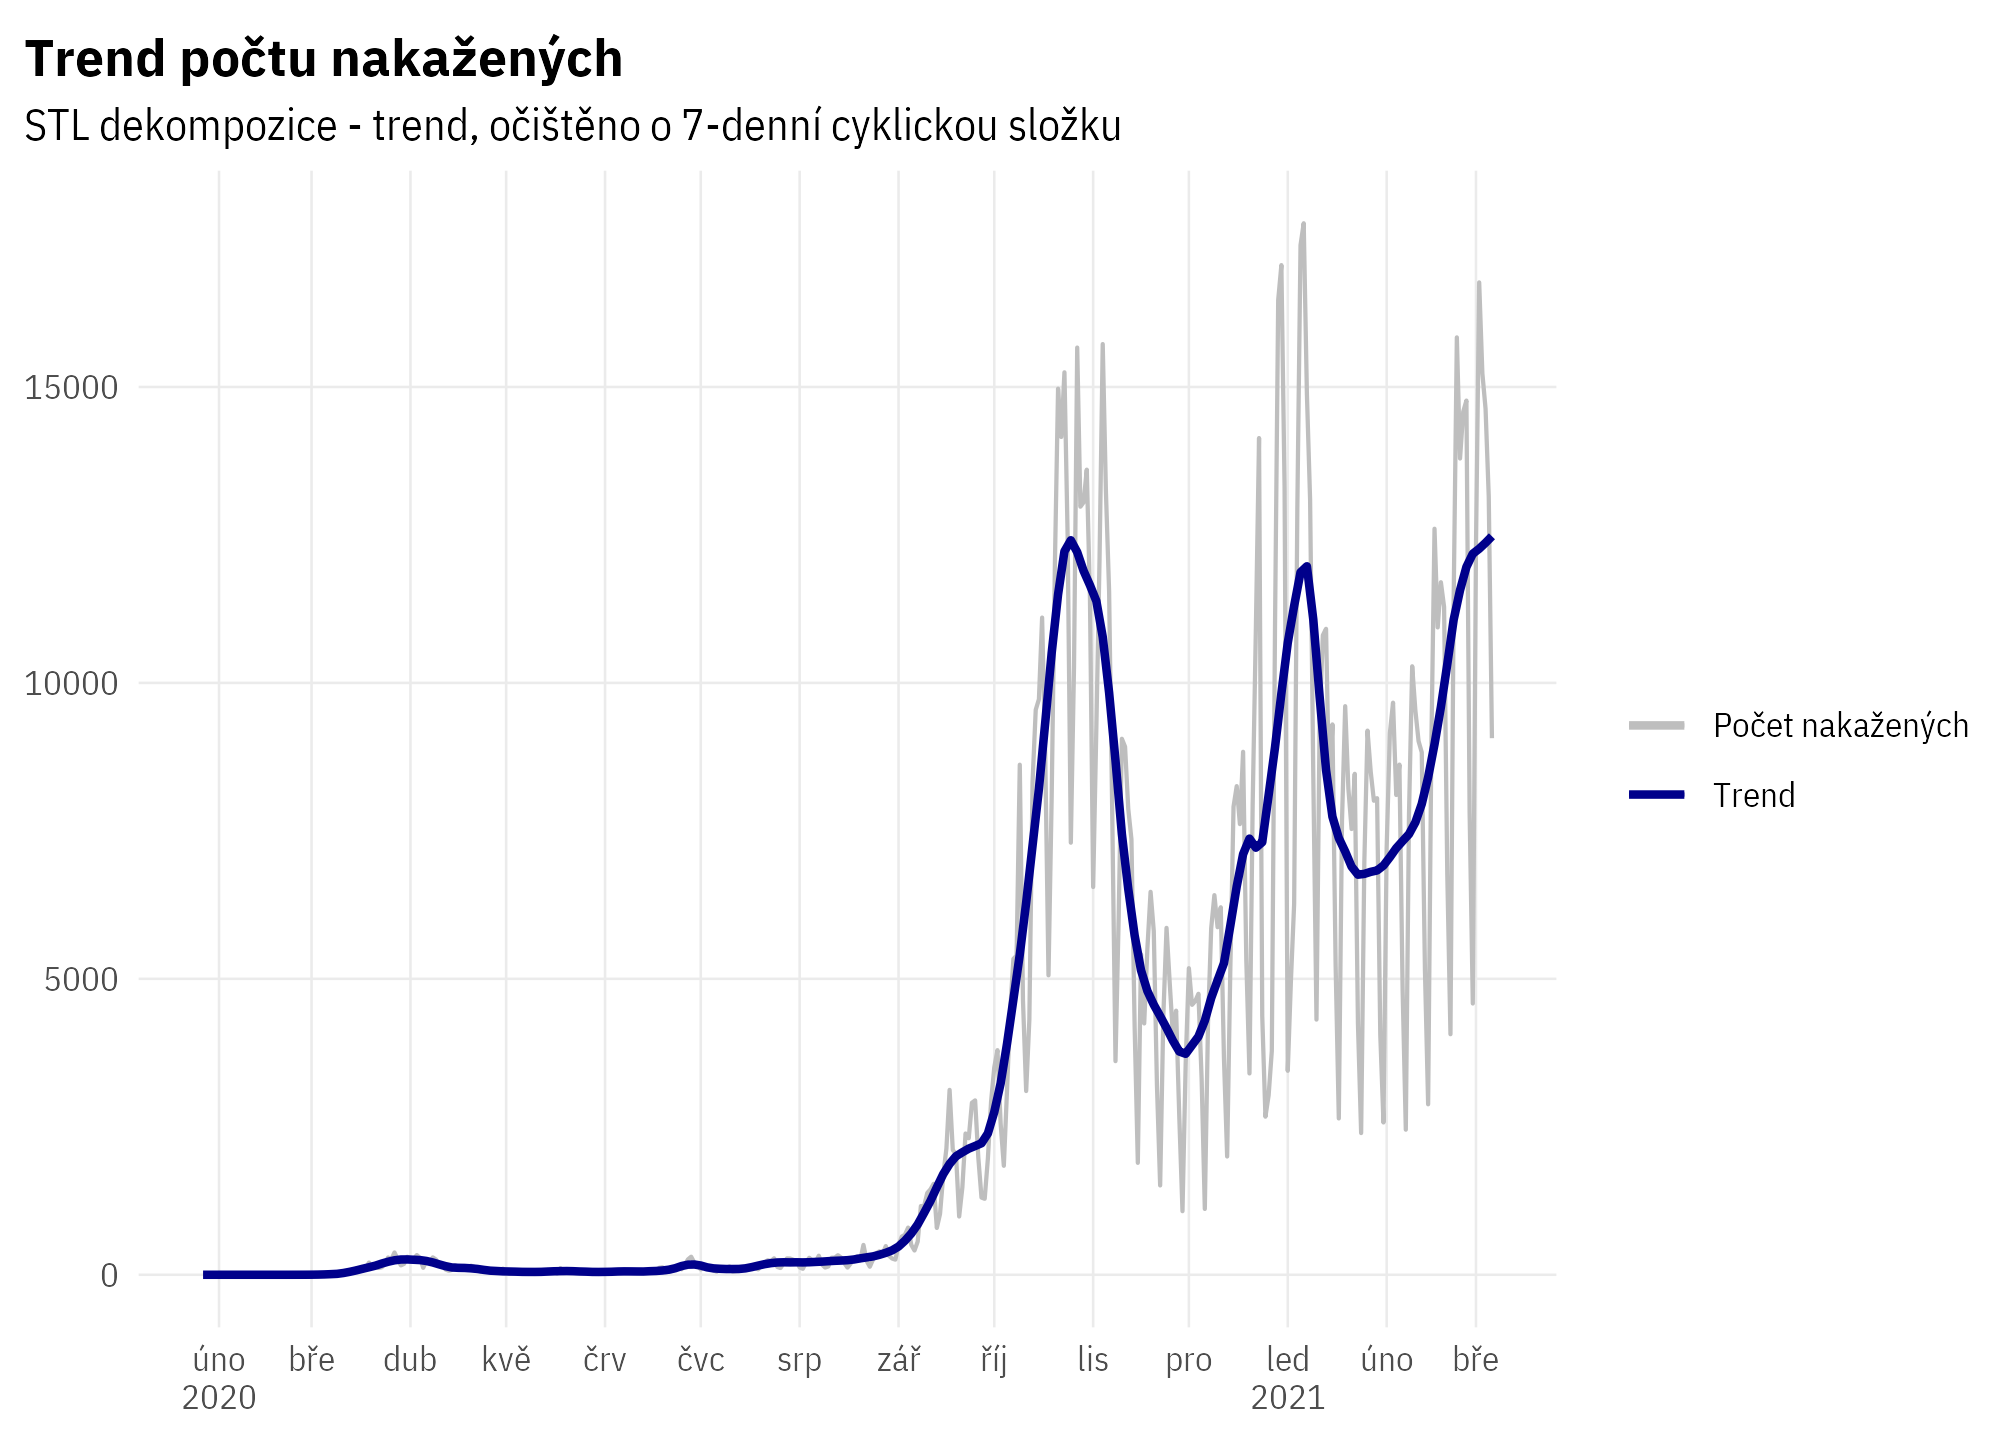 Trend počtu nakažených
STL dekompozice - trend, očištěno o 7-denní cyklickou složku
15000
10000
5000
0
úno bře dub kvě črv čvc srp zář říj lis pro led úno bře
2020 2021
Počet nakažených
Trend